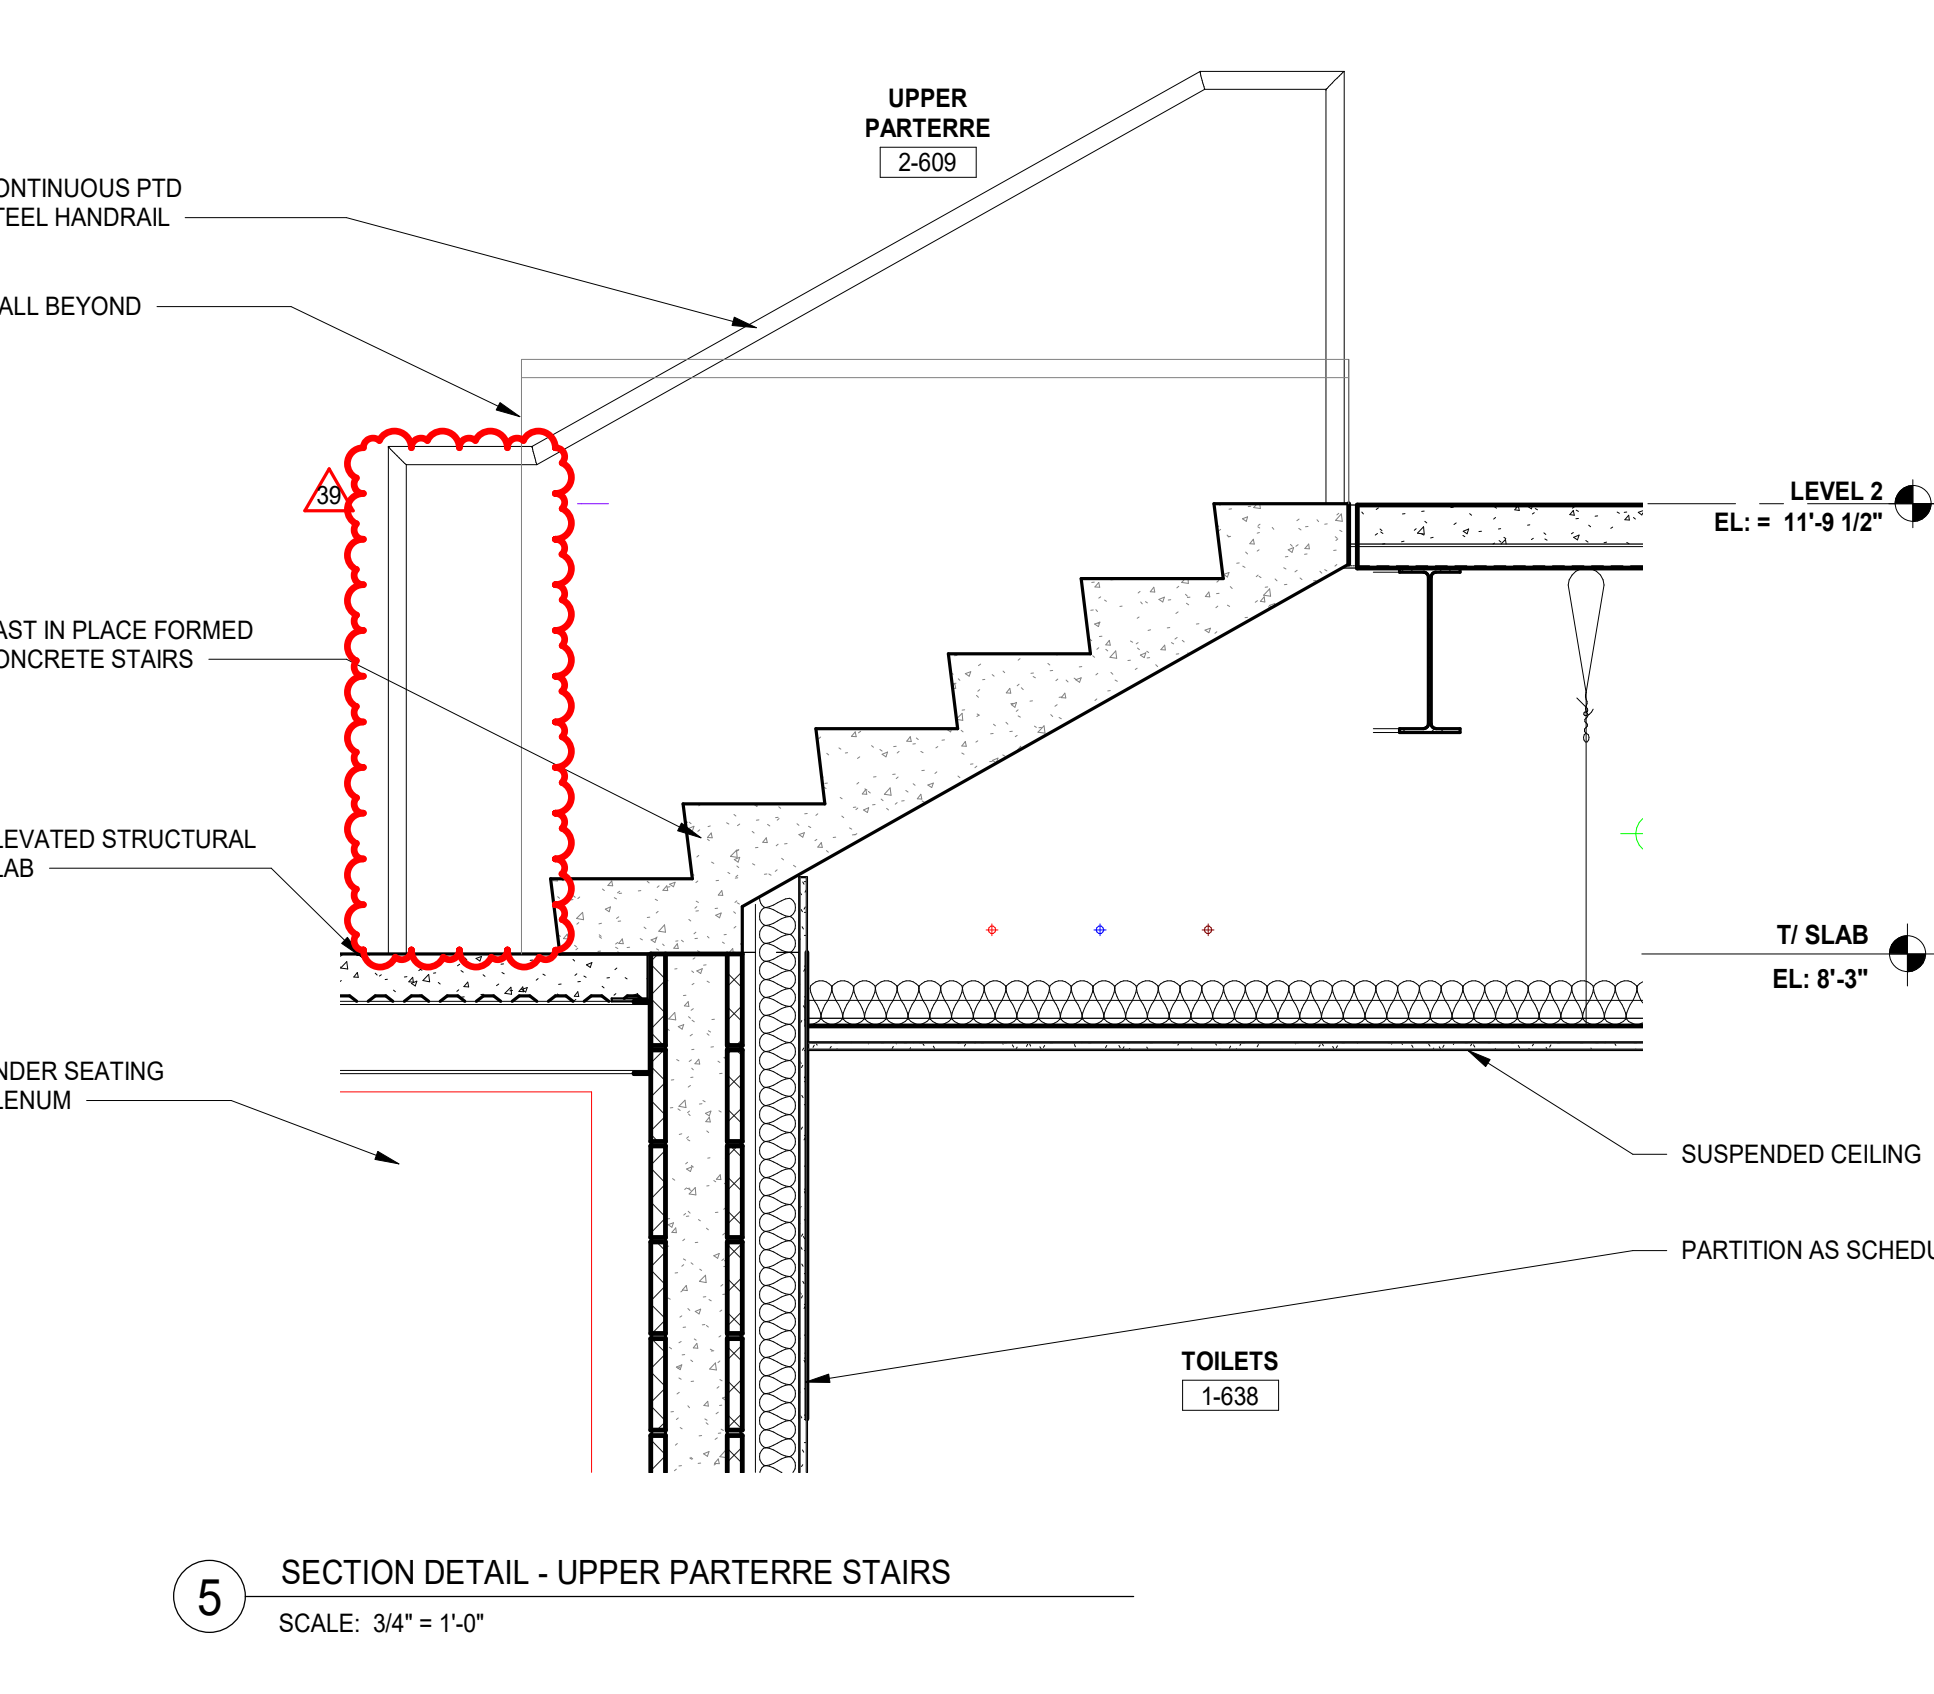 UPPER
PARTERRE
2-609
ONTINUOUS PTD
TEEL HANDRAIL
ALL BEYOND
39
LEVEL 2
EL: = 11'-9 1/2"
AST IN PLACE FORMED
ONCRETE STAIRS
LEVATED STRUCTURAL
LAB
T/ SLAB
EL: 8'-3"
NDER SEATING
LENUM
SUSPENDED CEILING
PARTITION AS SCHEDU
TOILETS
1-638
5
SECTION DETAIL - UPPER PARTERRE STAIRS
SCALE: 3/4" = 1'-0"